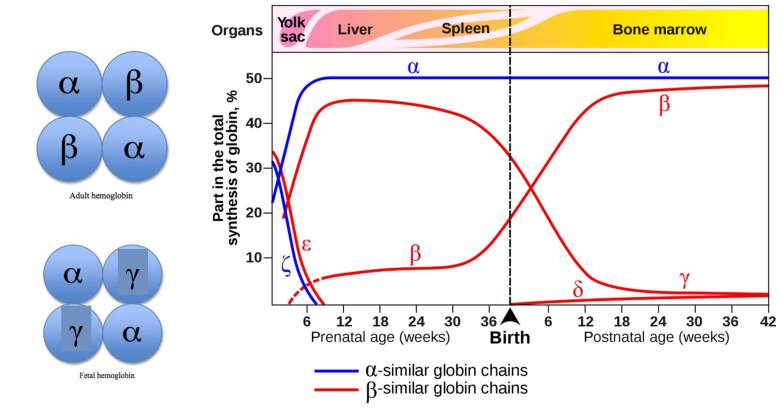 α β
β α
Adult hemoglobin
α γ
γ α
Fetal hemoglobin
Organs
Yolk
sac
Liver
Spleen
Bone marrow
Part in the total
synthesis of globin, %
50
40
30
20
10
α
α
β
ε
ζ
β
δ
γ
6 12 18 24 30 36 6 12 18 24 30 36 42
Prenatal age (weeks)
Birth
Postnatal age (weeks)
α-similar globin chains
β-similar globin chains